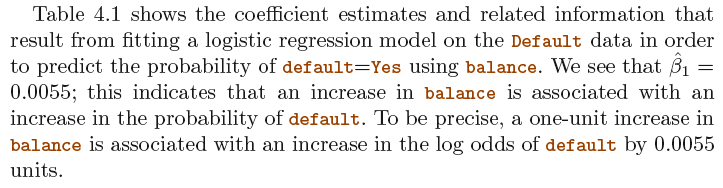 Table 4.1 shows the coefficient estimates and related information that
result from fitting a logistic regression model on the Default data in order
to predict the probability of default=Yes using balance. We see that β̂₁ =
0.0055; this indicates that an increase in balance is associated with an
increase in the probability of default. To be precise, a one-unit increase in
balance is associated with an increase in the log odds of default by 0.0055
units.